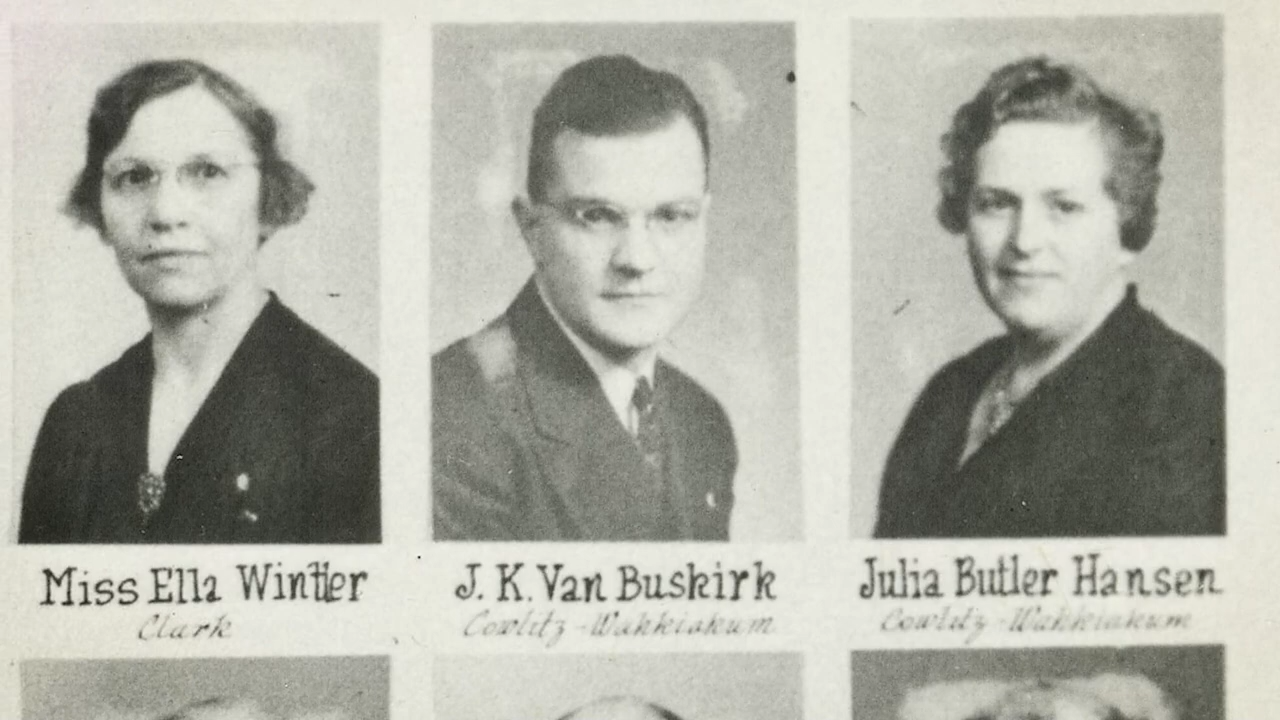 Miss Ella Wintler
Clark
J. K. Van Buskirk
Cowlitz-Wahkiakum
Julia Butler Hansen
Cowlitz-Wahkiakum